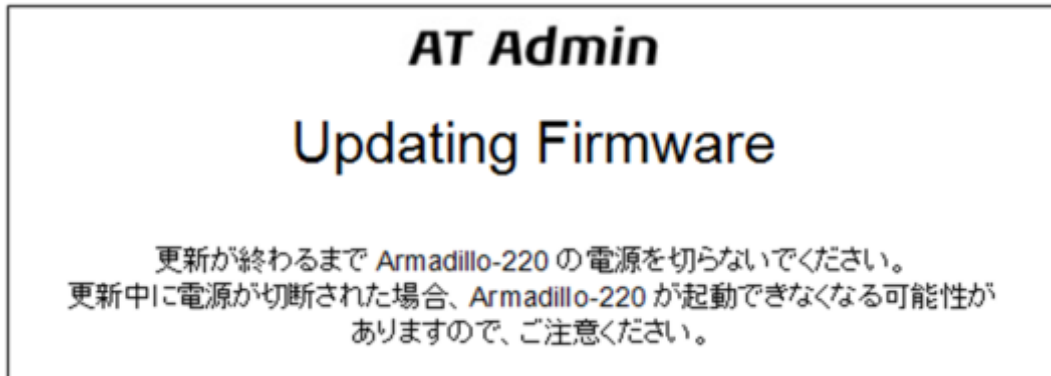 AT Admin
Updating Firmware
更新が終わるまで Armadillo-220 の電源を切らないでください。
更新中に電源が切断された場合、Armadillo-220 が起動できなくなる可能性が
ありますので、ご注意ください。